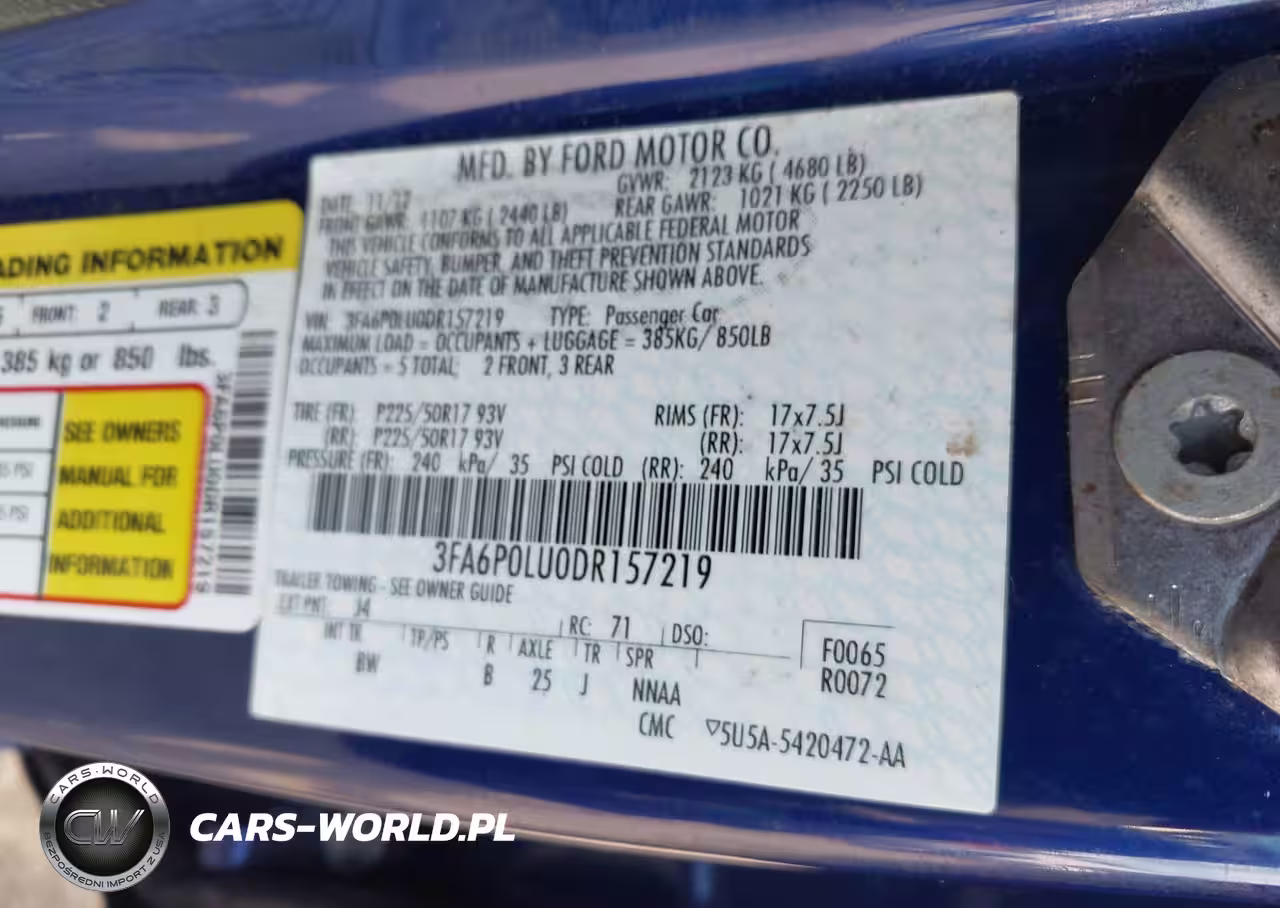 MFD. BY FORD MOTOR CO.
DATE: 11/12 GVWR: 2123 KG ( 4680 LB)
FRONT GAWR: 1107 KG ( 2440 LB) REAR GAWR: 1021 KG ( 2250 LB)
THIS VEHICLE CONFORMS TO ALL APPLICABLE FEDERAL MOTOR
VEHICLE SAFETY, BUMPER, AND THEFT PREVENTION STANDARDS
IN EFFECT ON THE DATE OF MANUFACTURE SHOWN ABOVE.
VIN: 3FA6P0LU0DR157219 TYPE: Passenger Car
MAXIMUM LOAD = OCCUPANTS + LUGGAGE = 385KG/ 850LB
OCCUPANTS = 5 TOTAL; 2 FRONT, 3 REAR
TIRE (FR): P225/50R17 93V RIMS (FR): 17x7.5J
(RR): P225/50R17 93V (RR): 17x7.5J
PRESSURE (FR): 240 kPa/ 35 PSI COLD (RR): 240 kPa/ 35 PSI COLD
3FA6P0LU0DR157219
TRAILER TOWING - SEE OWNER GUIDE
EXT PNT: J4 RC: 71 DSO:
INT TR TP/PS R AXLE TR SPR
BW B 25 J NNAA
F0065
R0072
CMC ▽5U5A-5420472-AA
ADING INFORMATION
FRONT: 2 REAR: 3
385 kg or 850 lbs.
SEE OWNERS
MANUAL FOR
ADDITIONAL
INFORMATION
3FA6P0LU0DR157219
CARS-WORLD
CW
BEZPOŚREDNI IMPORT Z USA
CARS-WORLD.PL